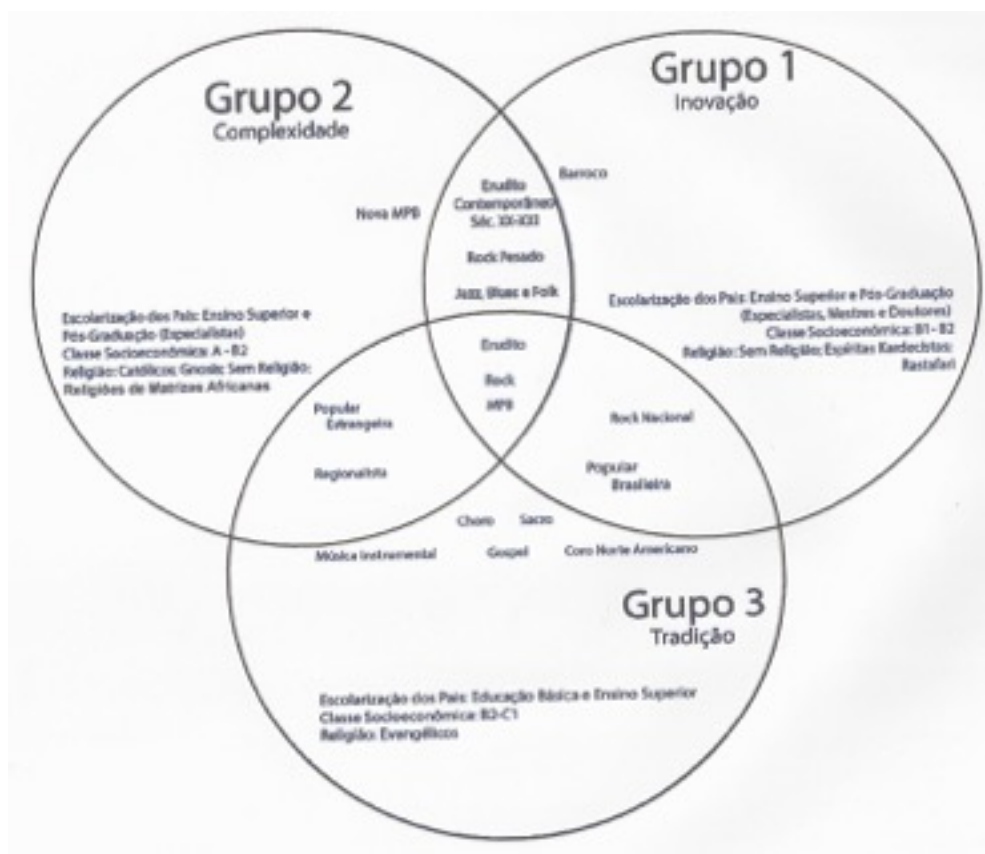 Grupo 2
Complexidade
Grupo 1
Inovação
Barroco
Nova MPB
Erudito
Contemporâneo
Séc. XX-XXI
Rock Pesado
Jazz, Blues e Folk
Escolarização dos Pais: Ensino Superior e
Pós-Graduação (Especialistas)
Classe Socioeconômica: A - B2
Religião: Católicos; Gnose; Sem Religião;
Religiões de Matrizes Africanas
Escolarização dos Pais: Ensino Superior e Pós-Graduação
(Especialistas, Mestres e Doutores)
Classe Socioeconômica: B1 - B2
Religião: Sem Religião; Espíritas Kardecistas;
Rastafari
Erudito
Rock
MPB
Popular
Estrangeira
Regionalista
Rock Nacional
Popular
Brasileira
Choro Sacro
Música Instrumental Gospel Coro Norte Americano
Grupo 3
Tradição
Escolarização dos Pais: Educação Básica e Ensino Superior
Classe Socioeconômica: B2-C1
Religião: Evangélicos